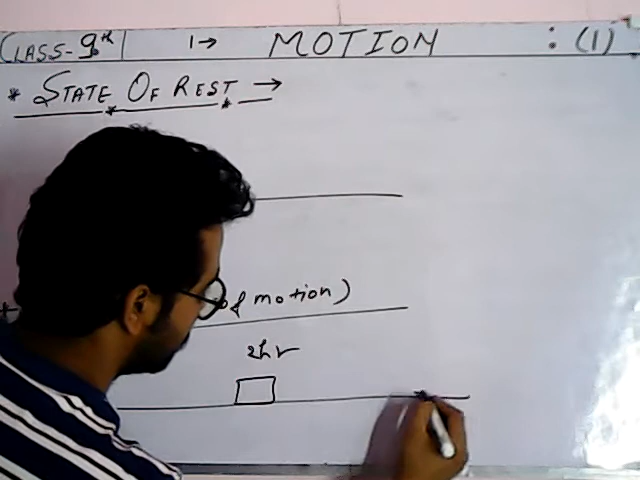 CLASS-9th | 1→ MOTION : (1)
* STATE OF REST →
of motion)
2hr